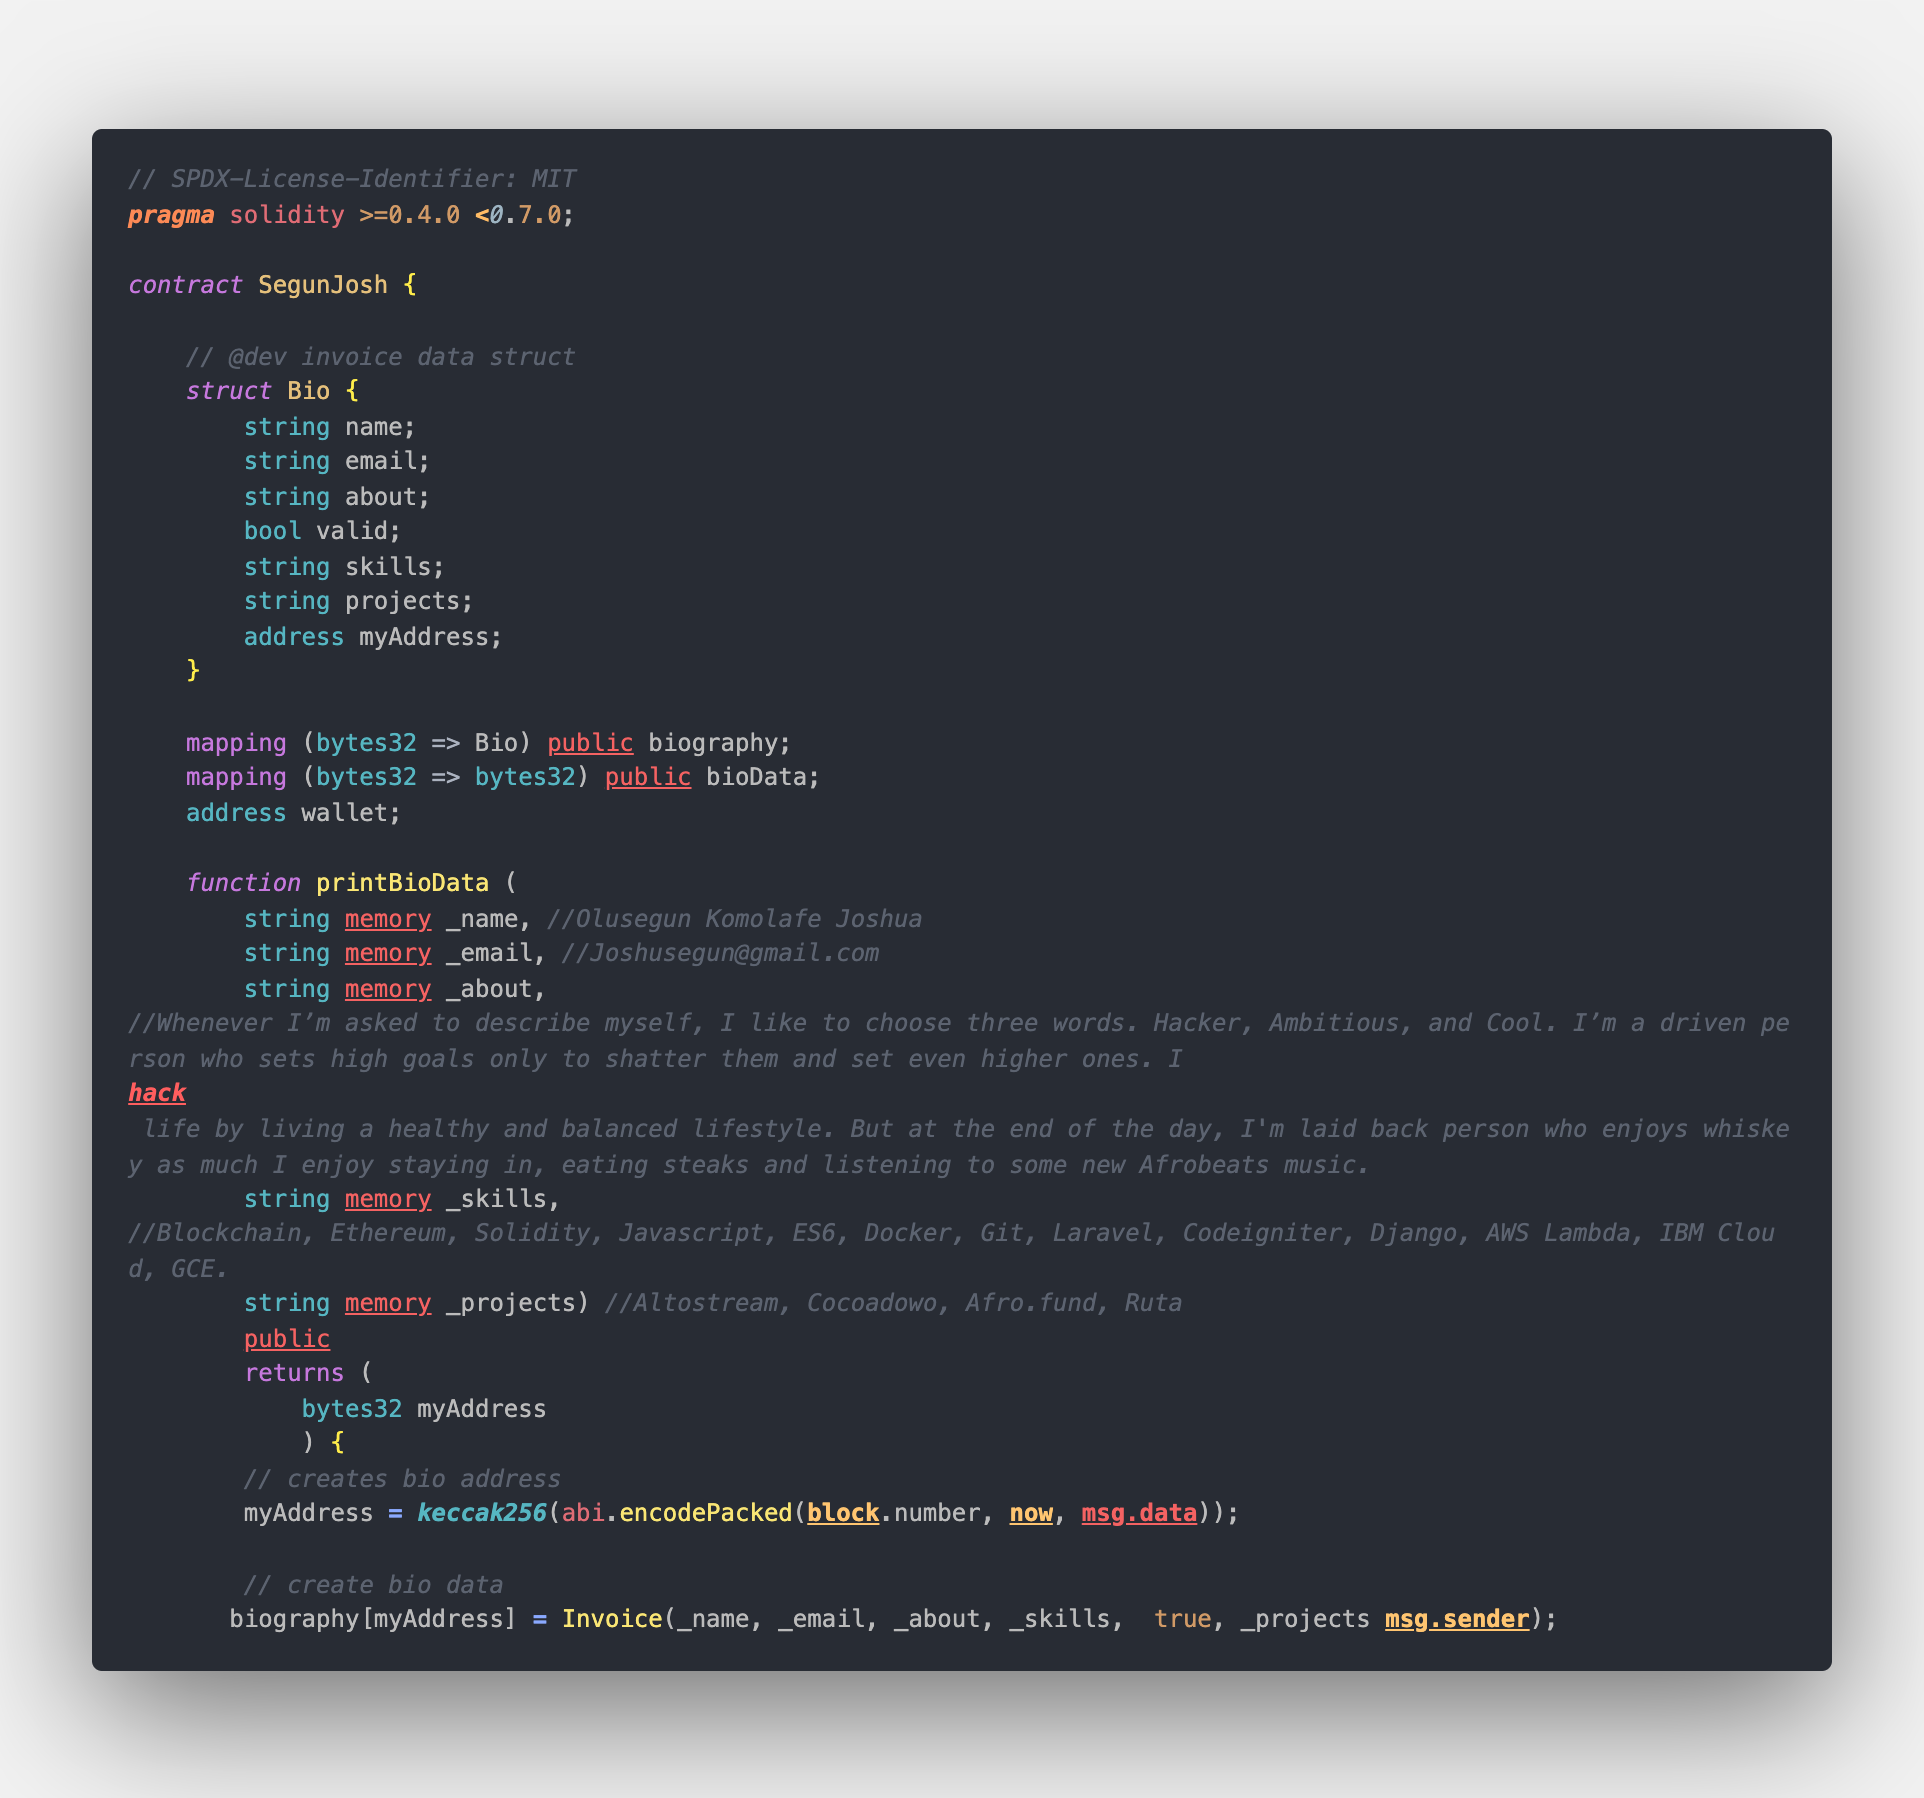 // SPDX-License-Identifier: MIT
pragma solidity >=0.4.0 <0.7.0;
contract SegunJosh {
// @dev invoice data struct
struct Bio {
string name;
string email;
string about;
bool valid;
string skills;
string projects;
address myAddress;
}
mapping (bytes32 => Bio) public biography;
mapping (bytes32 => bytes32) public bioData;
address wallet;
function printBioData (
string memory _name, //Olusegun Komolafe Joshua
string memory _email, //Joshusegun@gmail.com
string memory _about,
//Whenever I’m asked to describe myself, I like to choose three words. Hacker, Ambitious, and Cool. I’m a driven pe
rson who sets high goals only to shatter them and set even higher ones. I
hack
life by living a healthy and balanced lifestyle. But at the end of the day, I'm laid back person who enjoys whiske
y as much I enjoy staying in, eating steaks and listening to some new Afrobeats music.
string memory _skills,
//Blockchain, Ethereum, Solidity, Javascript, ES6, Docker, Git, Laravel, Codeigniter, Django, AWS Lambda, IBM Clou
d, GCE.
string memory _projects) //Altostream, Cocoadowo, Afro.fund, Ruta
public
returns (
bytes32 myAddress
) {
// creates bio address
myAddress = keccak256(abi.encodePacked(block.number, now, msg.data));
// create bio data
biography[myAddress] = Invoice(_name, _email, _about, _skills,  true, _projects msg.sender);